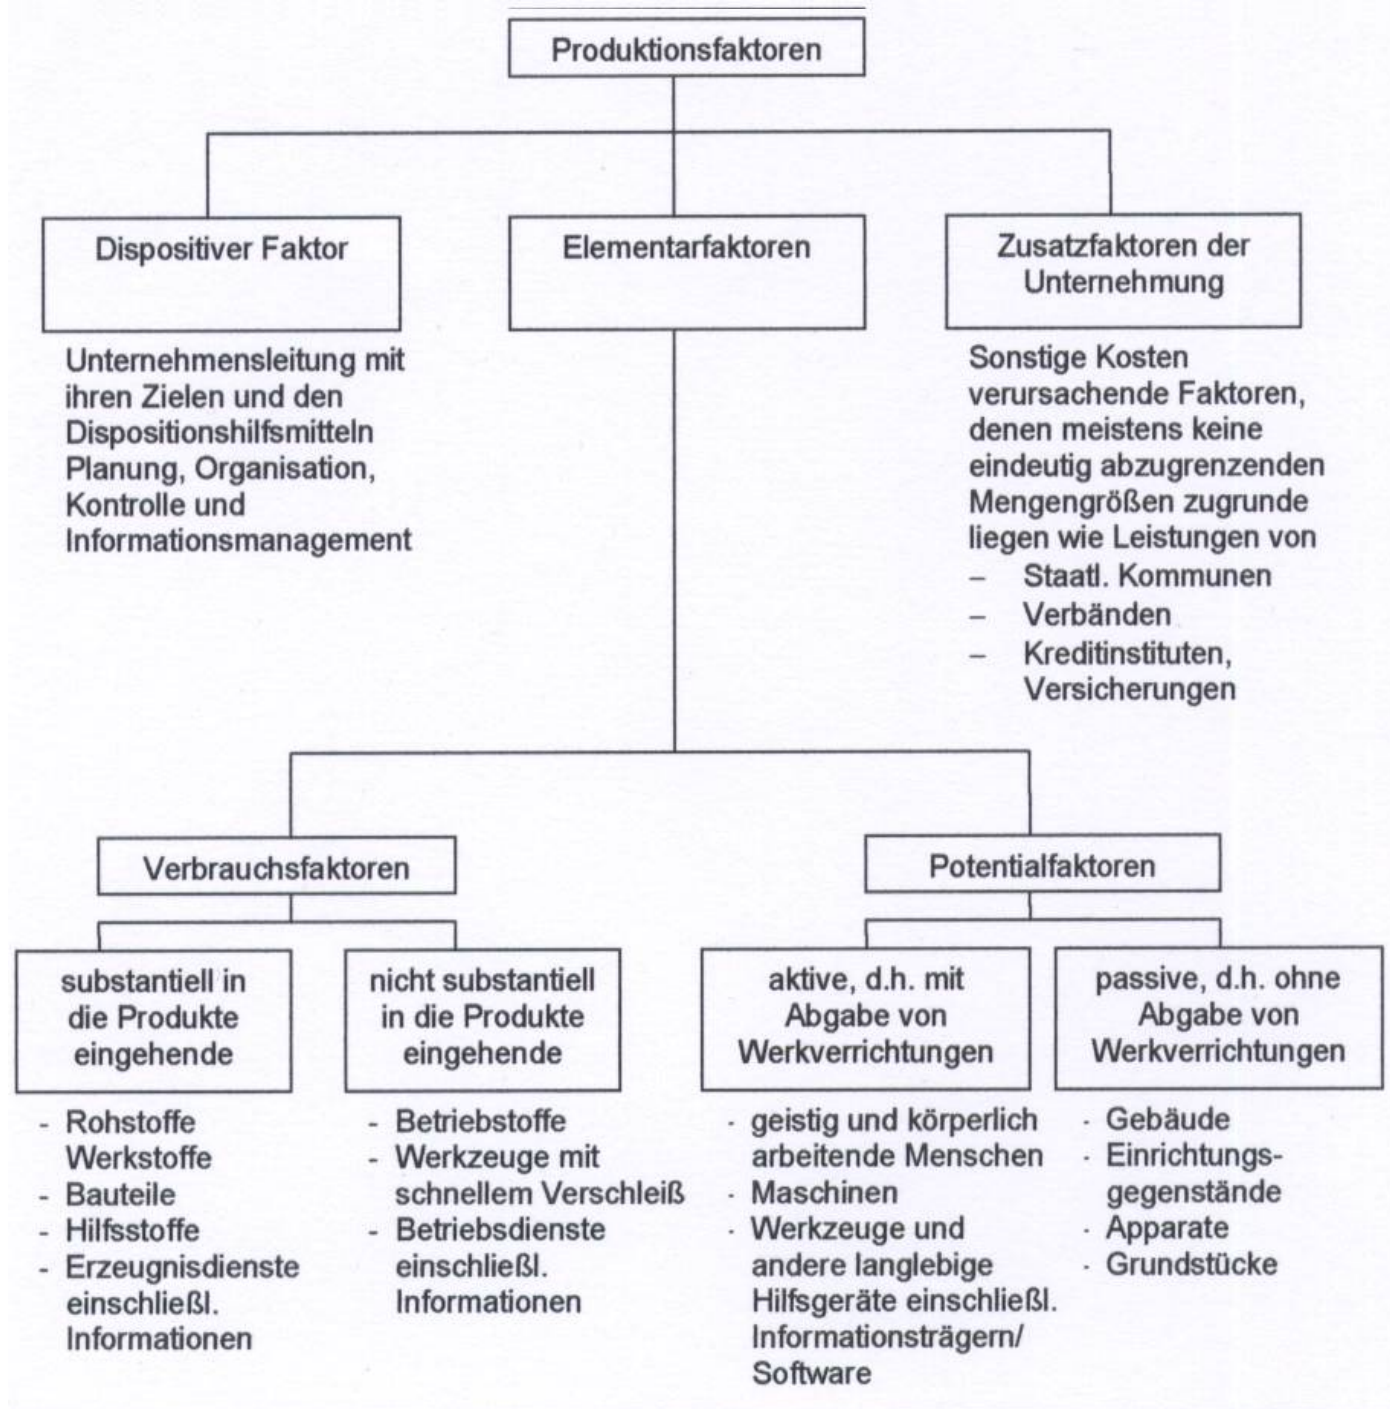 Produktionsfaktoren
Dispositiver Faktor
Unternehmensleitung mit
ihren Zielen und den
Dispositionshilfsmitteln
Planung, Organisation,
Kontrolle und
Informationsmanagement
Elementarfaktoren
Zusatzfaktoren der
Unternehmung
Sonstige Kosten
verursachende Faktoren,
denen meistens keine
eindeutig abzugrenzenden
Mengengrößen zugrunde
liegen wie Leistungen von
– Staatl. Kommunen
– Verbänden
– Kreditinstituten,
Versicherungen
Verbrauchsfaktoren
substantiell in
die Produkte
eingehende
- Rohstoffe
Werkstoffe
- Bauteile
- Hilfsstoffe
- Erzeugnisdienste
einschließl.
Informationen
nicht substantiell
in die Produkte
eingehende
- Betriebstoffe
- Werkzeuge mit
schnellem Verschleiß
- Betriebsdienste
einschließl.
Informationen
Potentialfaktoren
aktive, d.h. mit
Abgabe von
Werkverrichtungen
· geistig und körperlich
arbeitende Menschen
· Maschinen
· Werkzeuge und
andere langlebige
Hilfsgeräte einschließl.
Informationsträgern/
Software
passive, d.h. ohne
Abgabe von
Werkverrichtungen
· Gebäude
· Einrichtungs-
gegenstände
· Apparate
· Grundstücke